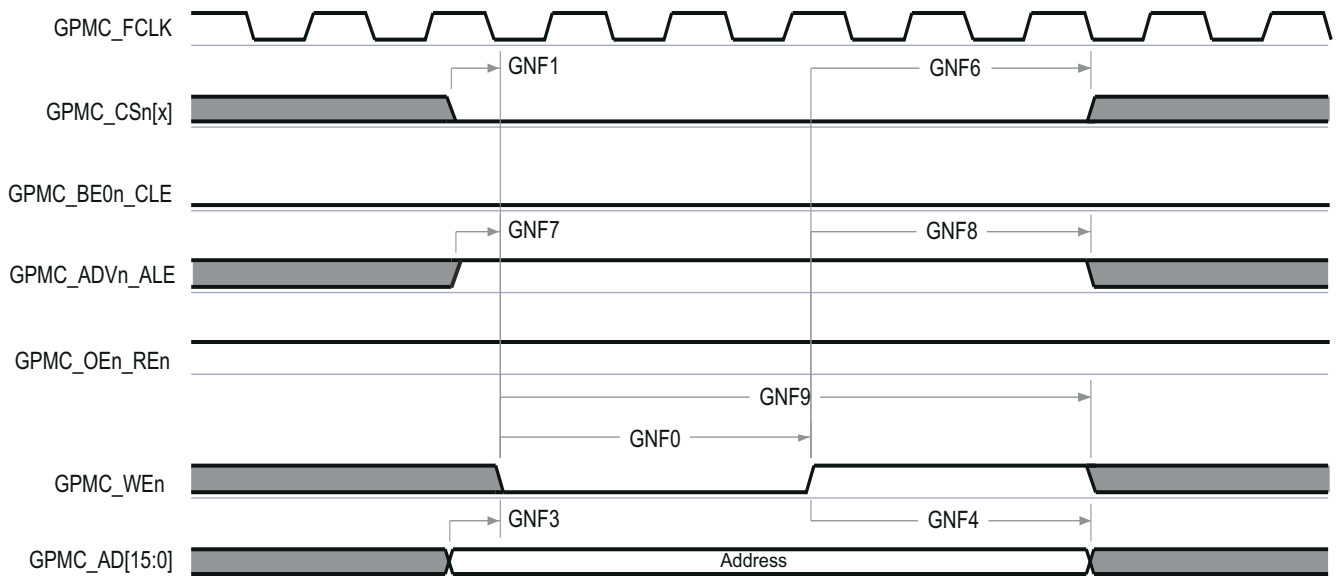 GPMC_FCLK
GNF1
GNF6
GPMC_CSn[x]
GPMC_BE0n_CLE
GNF7
GNF8
GPMC_ADVn_ALE
GPMC_OEn_REn
GNF9
GNF0
GPMC_WEn
GNF3
GNF4
GPMC_AD[15:0]
Address